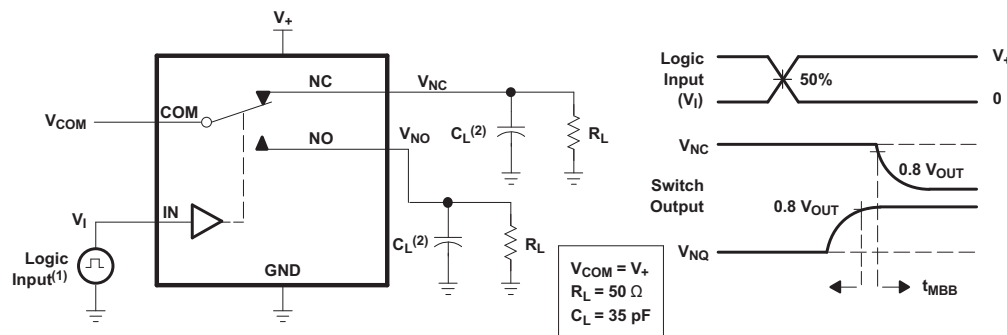 V+
NC
VNC
COM
VCOM
CL(2)
RL
NO
VNO
VI
IN
CL(2)
RL
Logic
Input(1)
GND
VCOM = V+
RL = 50 Ω
CL = 35 pF
Logic
Input
(VI)
V+
50%
0
VNC
0.8 VOUT
Switch
Output
0.8 VOUT
VNQ
tMBB